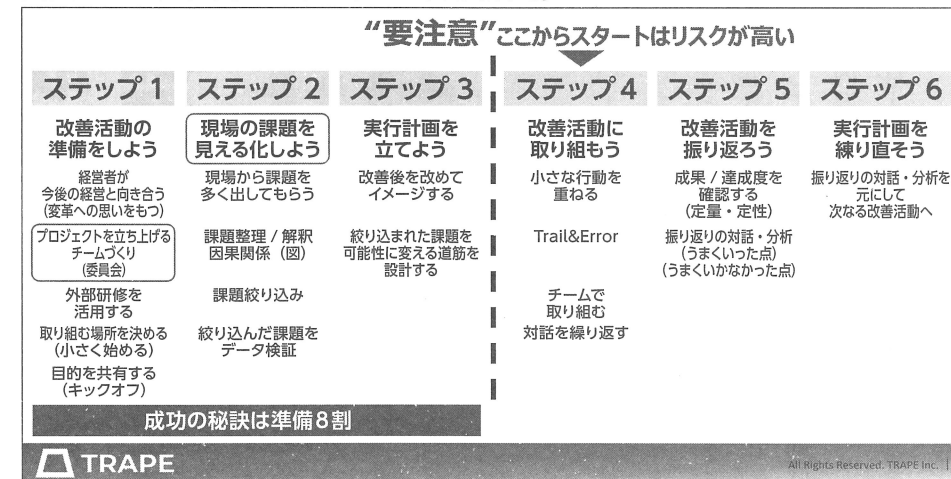 “要注意”ここからスタートはリスクが高い
ステップ 1
改善活動の
準備をしよう
経営者が
今後の経営と向き合う
(変革への思いをもつ)
プロジェクトを立ち上げる
チームづくり
(委員会)
外部研修を
活用する
取り組む場所を決める
(小さく始める)
目的を共有する
(キックオフ)
ステップ 2
現場の課題を
見える化しよう
現場から課題を
多く出してもらう
課題整理 / 解釈
因果関係（図）
課題絞り込み
絞り込んだ課題を
データ検証
ステップ 3
実行計画を
立てよう
改善後を改めて
イメージする
絞り込まれた課題を
可能性に変える道筋を
設計する
成功の秘訣は準備8割
ステップ 4
改善活動に
取り組もう
小さな行動を
重ねる
Trail&Error
チームで
取り組む
対話を繰り返す
ステップ 5
改善活動を
振り返ろう
成果 / 達成度を
確認する
(定量・定性)
振り返りの対話・分析
(うまくいった点)
(うまくいかなかった点)
ステップ 6
実行計画を
練り直そう
振り返りの対話・分析を
元にして
次なる改善活動へ
TRAPE
All Rights Reserved. TRAPE Inc. |